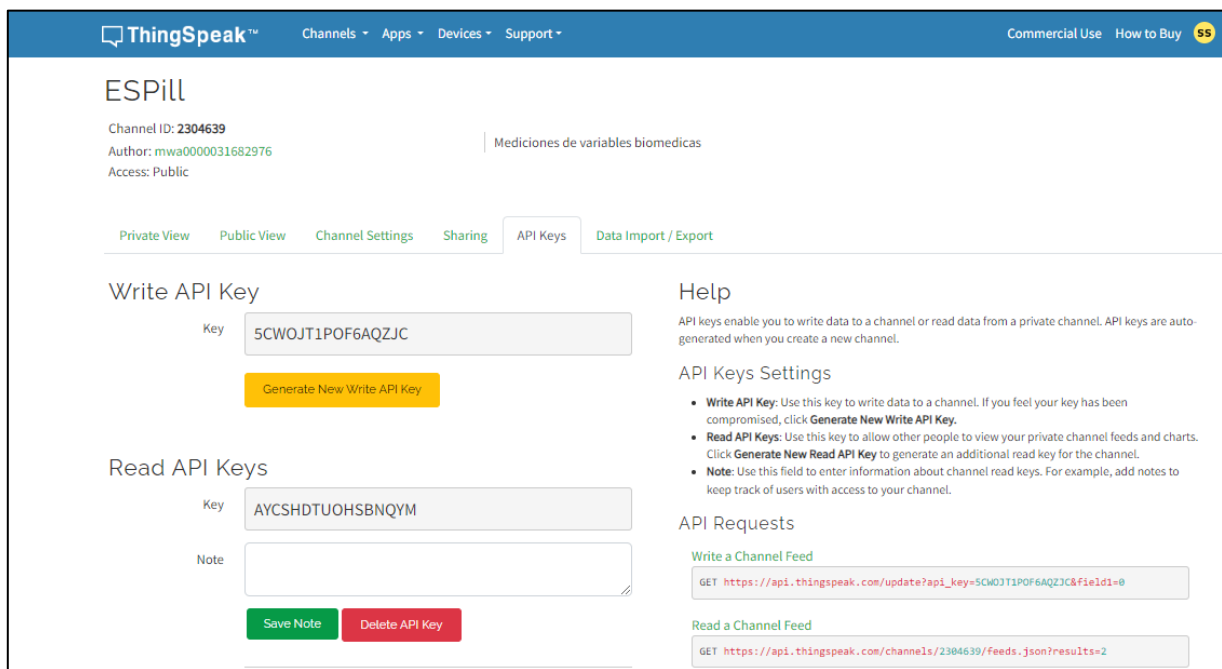 ThingSpeak™ Channels Apps Devices Support Commercial Use How to Buy SS
ESPill
Channel ID: 2304639
Author: mwa0000031682976
Access: Public
Mediciones de variables biomedicas
Private View Public View Channel Settings Sharing API Keys Data Import / Export
Write API Key
Key
5CWOJT1POF6AQZJC
Generate New Write API Key
Read API Keys
Key
AYCSHDTUOHSBNQYM
Note
Save Note Delete API Key
Help
API keys enable you to write data to a channel or read data from a private channel. API keys are auto-
generated when you create a new channel.
API Keys Settings
• Write API Key: Use this key to write data to a channel. If you feel your key has been
compromised, click Generate New Write API Key.
• Read API Keys: Use this key to allow other people to view your private channel feeds and charts.
Click Generate New Read API Key to generate an additional read key for the channel.
• Note: Use this field to enter information about channel read keys. For example, add notes to
keep track of users with access to your channel.
API Requests
Write a Channel Feed
GET https://api.thingspeak.com/update?api_key=5CWOJT1POF6AQZJC&field1=0
Read a Channel Feed
GET https://api.thingspeak.com/channels/2304639/feeds.json?results=2